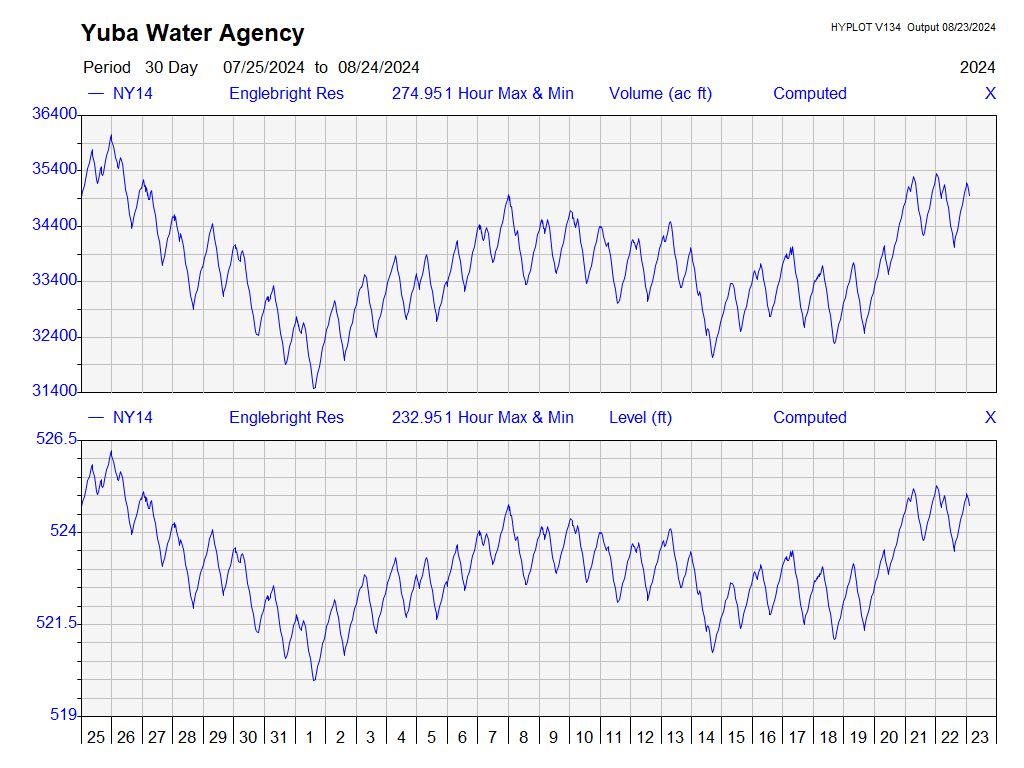 Yuba Water Agency
HYPLOT V134 Output 08/23/2024
Period 30 Day 07/25/2024 to 08/24/2024 2024
NY14 Englebright Res 274.951 Hour Max & Min Volume (ac ft) Computed X
36400
35400
34400
33400
32400
31400
NY14 Englebright Res 232.951 Hour Max & Min Level (ft) Computed X
526.5
524
521.5
519
25 26 27 28 29 30 31 1 2 3 4 5 6 7 8 9 10 11 12 13 14 15 16 17 18 19 20 21 22 23